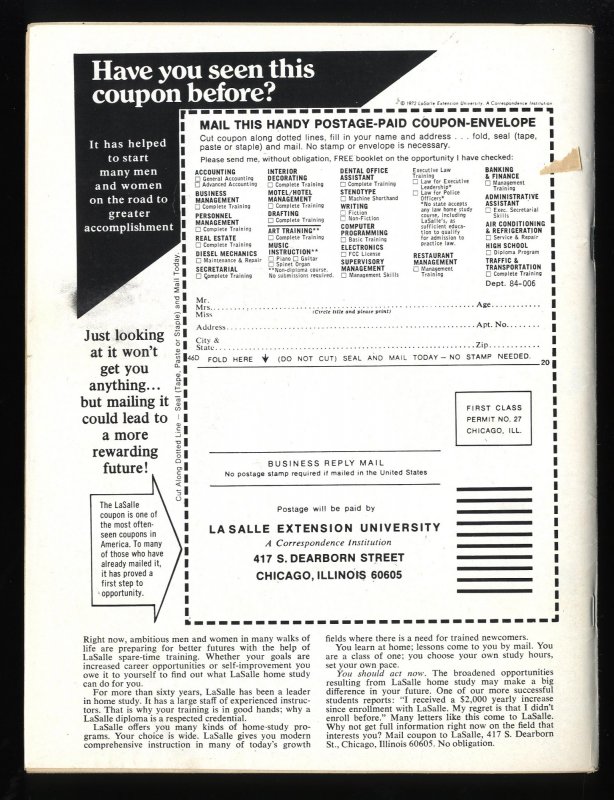 Have you seen this
coupon before?
© 1972 LaSalle Extension University. A Correspondence Institution
It has helped
to start
many men
and women
on the road to
greater
accomplishment
MAIL THIS HANDY POSTAGE-PAID COUPON-ENVELOPE
Cut coupon along dotted lines, fill in your name and address . . . fold, seal (tape,
paste or staple) and mail. No stamp or envelope is necessary.
Please send me, without obligation, FREE booklet on the opportunity I have checked:
ACCOUNTING
☐ General Accounting
☐ Advanced Accounting
BUSINESS
MANAGEMENT
☐ Complete Training
PERSONNEL
MANAGEMENT
☐ Complete Training
REAL ESTATE
☐ Complete Training
DIESEL MECHANICS
☐ Maintenance & Repair
SECRETARIAL
☐ Complete Training
INTERIOR
DECORATING
☐ Complete Training
MOTEL/HOTEL
MANAGEMENT
☐ Complete Training
DRAFTING
☐ Complete Training
ART TRAINING**
☐ Complete Training
MUSIC
INSTRUCTION**
☐ Piano ☐ Guitar
☐ Spinet Organ
**Non-diploma course.
No submissions required.
DENTAL OFFICE
ASSISTANT
☐ Complete Training
STENOTYPE
☐ Machine Shorthand
WRITING
☐ Fiction
☐ Non-Fiction
COMPUTER
PROGRAMMING
☐ Basic Training
ELECTRONICS
☐ FCC License
SUPERVISORY
MANAGEMENT
☐ Management Skills
Executive Law
Training
☐ Law for Executive
Leadership*
☐ Law for Police
Officers*
*No state accepts
any law home study
course, including
LaSalle's, as
sufficient educa-
tion to qualify
for admission to
practice law.
RESTAURANT
MANAGEMENT
☐ Management
Training
BANKING
& FINANCE
☐ Management
Training
ADMINISTRATIVE
ASSISTANT
☐ Exec. Secretarial
Skills
AIR CONDITIONING
& REFRIGERATION
☐ Service & Repair
HIGH SCHOOL
☐ Diploma Program
TRAFFIC &
TRANSPORTATION
☐ Complete Training
Dept. 84-006
Mr.
Mrs.
Miss
Age
(Circle title and please print)
Address
Apt. No.
City &
State
Zip
46D FOLD HERE ↓ (DO NOT CUT) SEAL AND MAIL TODAY – NO STAMP NEEDED. 20
Cut Along Dotted Line – Seal (Tape, Paste or Staple) and Mail Today.
Just looking
at it won't
get you
anything...
but mailing it
could lead to
a more
rewarding
future!
The LaSalle
coupon is one of
the most often-
seen coupons in
America. To many
of those who have
already mailed it,
it has proved a
first step to
opportunity.
FIRST CLASS
PERMIT NO. 27
CHICAGO, ILL.
BUSINESS REPLY MAIL
No postage stamp required if mailed in the United States
Postage will be paid by
LA SALLE EXTENSION UNIVERSITY
A Correspondence Institution
417 S. DEARBORN STREET
CHICAGO, ILLINOIS 60605
Right now, ambitious men and women in many walks of
life are preparing for better futures with the help of
LaSalle spare-time training. Whether your goals are
increased career opportunities or self-improvement you
owe it to yourself to find out what LaSalle home study
can do for you.
For more than sixty years, LaSalle has been a leader
in home study. It has a large staff of experienced instruc-
tors. That is why your training is in good hands; why a
LaSalle diploma is a respected credential.
LaSalle offers you many kinds of home-study pro-
grams. Your choice is wide. LaSalle gives you modern
comprehensive instruction in many of today's growth
fields where there is a need for trained newcomers.
You learn at home; lessons come to you by mail. You
are a class of one; you choose your own study hours,
set your own pace.
You should act now. The broadened opportunities
resulting from LaSalle home study may make a big
difference in your future. One of our more successful
students reports: "I received a $2,000 yearly increase
since enrollment with LaSalle. My regret is that I didn't
enroll before." Many letters like this come to LaSalle.
Why not get full information right now on the field that
interests you? Mail coupon to LaSalle, 417 S. Dearborn
St., Chicago, Illinois 60605. No obligation.